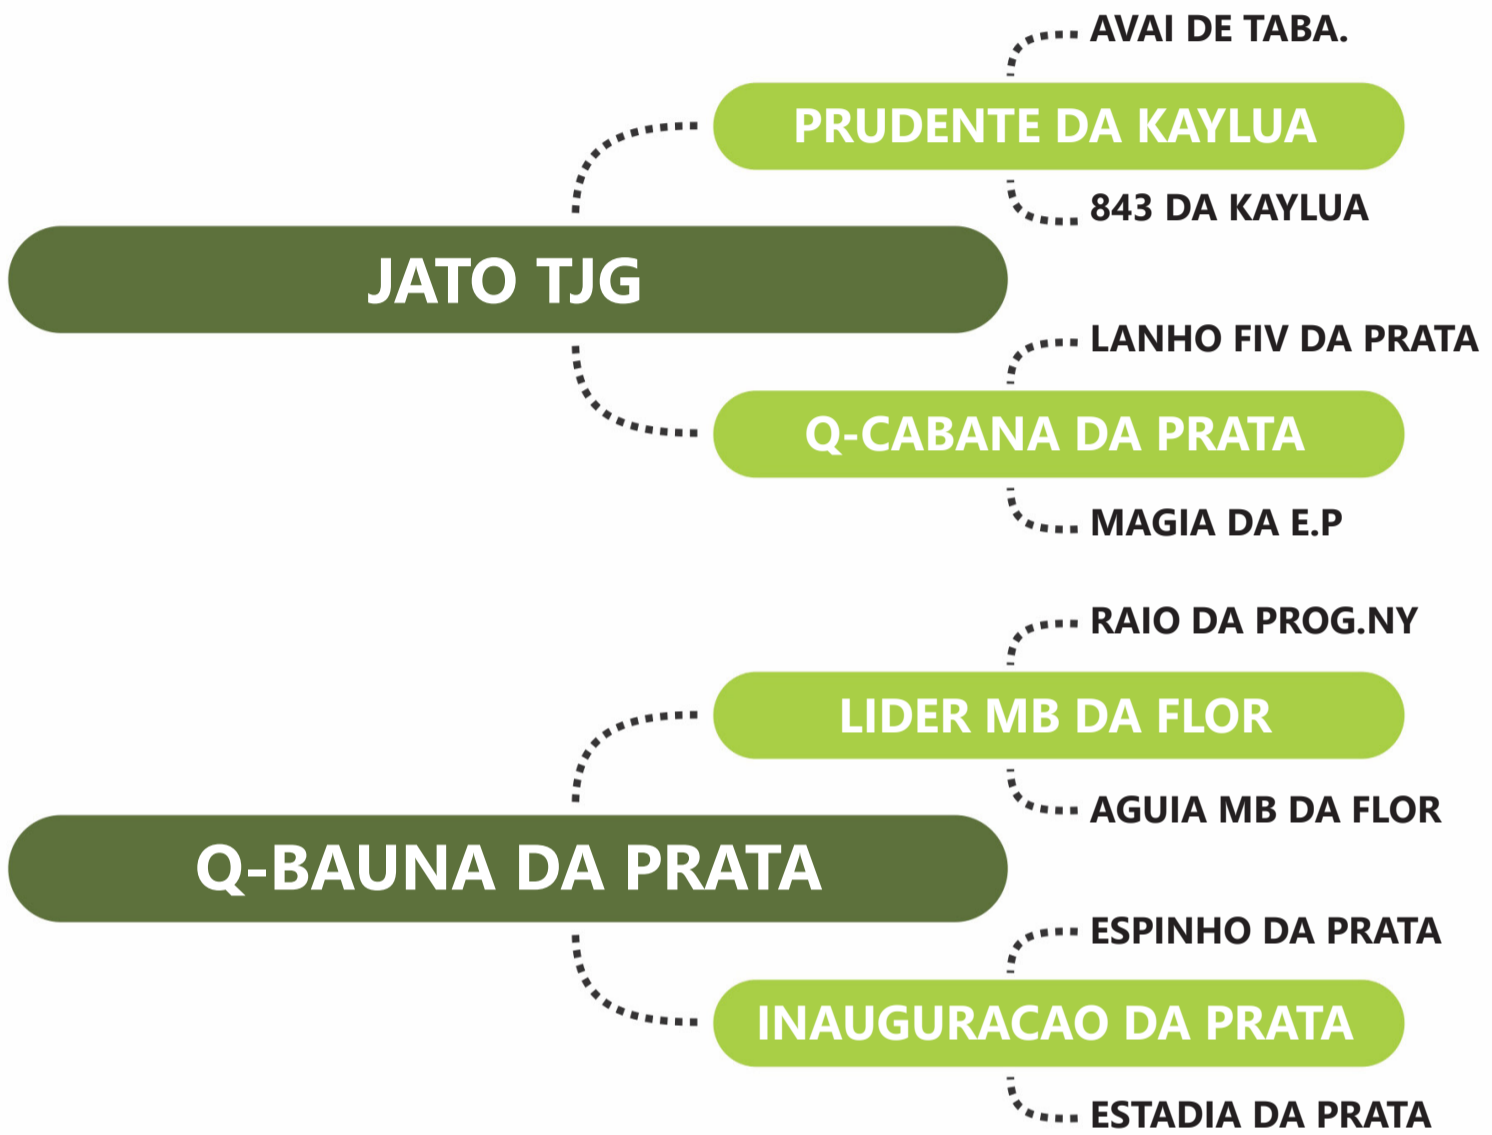 AVAI DE TABA.
PRUDENTE DA KAYLUA
843 DA KAYLUA
JATO TJG
LANHO FIV DA PRATA
Q-CABANA DA PRATA
MAGIA DA E.P
RAIO DA PROG.NY
LIDER MB DA FLOR
AGUIA MB DA FLOR
Q-BAUNA DA PRATA
ESPINHO DA PRATA
INAUGURACAO DA PRATA
ESTADIA DA PRATA